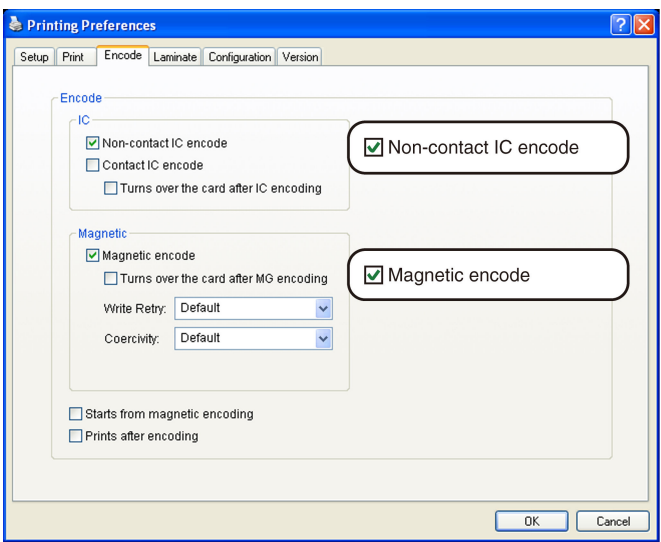 Printing Preferences
Setup Print Encode Laminate Configuration Version
Encode
IC
Non-contact IC encode
Contact IC encode
Turns over the card after IC encoding
Non-contact IC encode
Magnetic
Magnetic encode
Turns over the card after MG encoding
Write Retry: Default
Coercivity: Default
Magnetic encode
Starts from magnetic encoding
Prints after encoding
OK Cancel